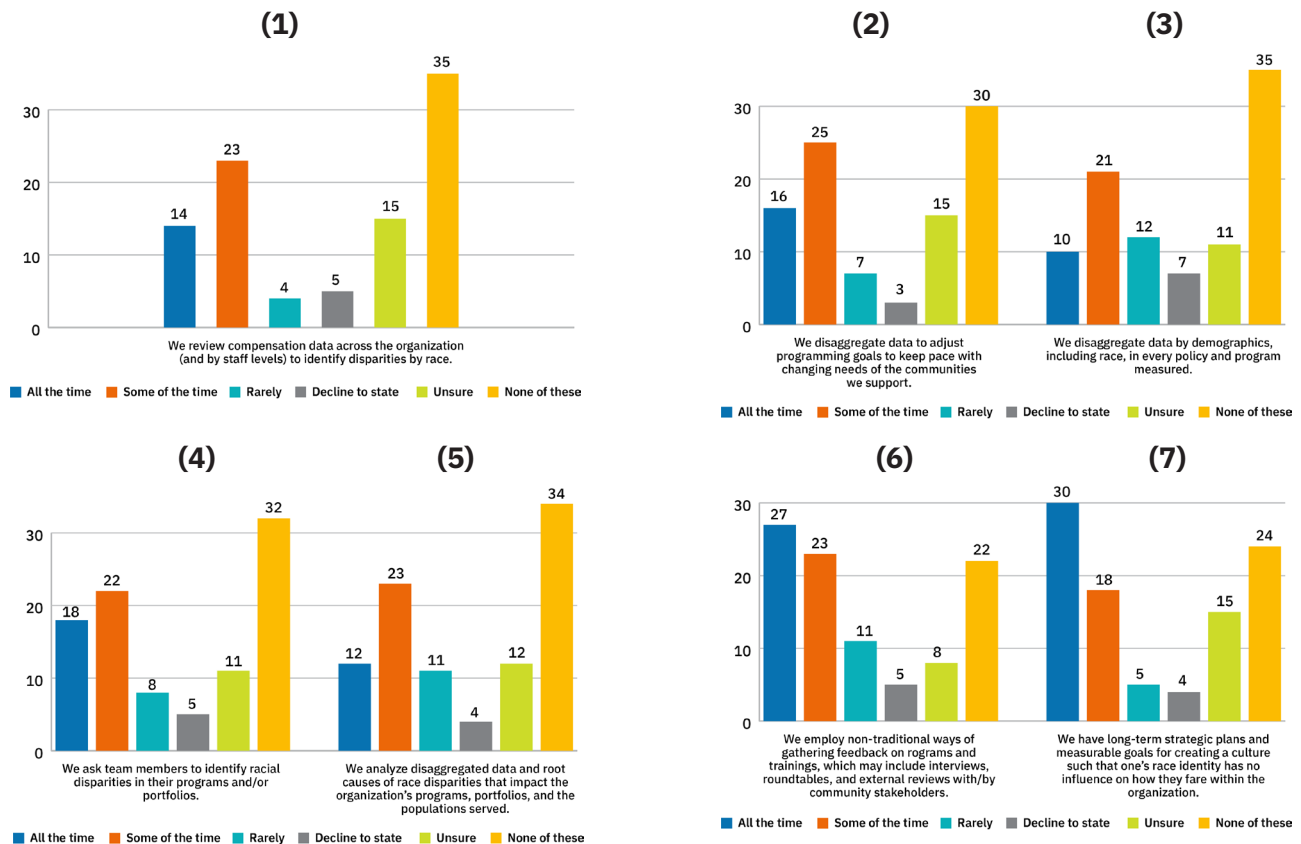 (1)
35
30
23
20
15
14
10
5
4
0
We review compensation data across the organization
(and by staff levels) to identify disparities by race.
All the time Some of the time Rarely Decline to state Unsure None of these
(2) (3)
35
30
30
25
21
20
16
15
12
11
10
10
7
7
3
0
We disaggregate data to adjust
programming goals to keep pace with
changing needs of the communities
we support.
We disaggregate data by demographics,
including race, in every policy and program
measured.
All the time Some of the time Rarely Decline to state Unsure None of these
(4) (5)
34
32
30
23
22
20
18
12
12
11
11
10
8
5
4
0
We ask team members to identify racial
disparities in their programs and/or
portfolios.
We analyze disaggregated data and root
causes of race disparities that impact the
organization's programs, portfolios, and the
populations served.
All the time Some of the time Rarely Decline to state Unsure None of these
(6) (7)
30
30
27
24
23
22
20
18
15
11
10
8
5
5
4
0
We employ non-traditional ways of
gathering feedback on rograms and
trainings, which may include interviews,
roundtables, and external reviews with/by
community stakeholders.
We have long-term strategic plans and
measurable goals for creating a culture
such that one's race identity has no
influence on how they fare within the
organization.
All the time Some of the time Rarely Decline to state Unsure None of these